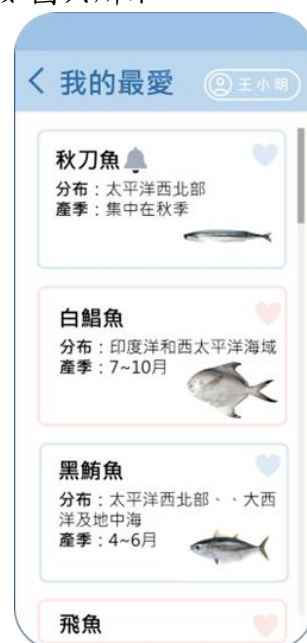 我的最愛
王小明
秋刀魚
分布：太平洋西北部
產季：集中在秋季
白鯧魚
分布：印度洋和西太平洋海域
產季：7~10月
黑鮪魚
分布：太平洋西北部、、大西
洋及地中海
產季：4~6月
飛魚